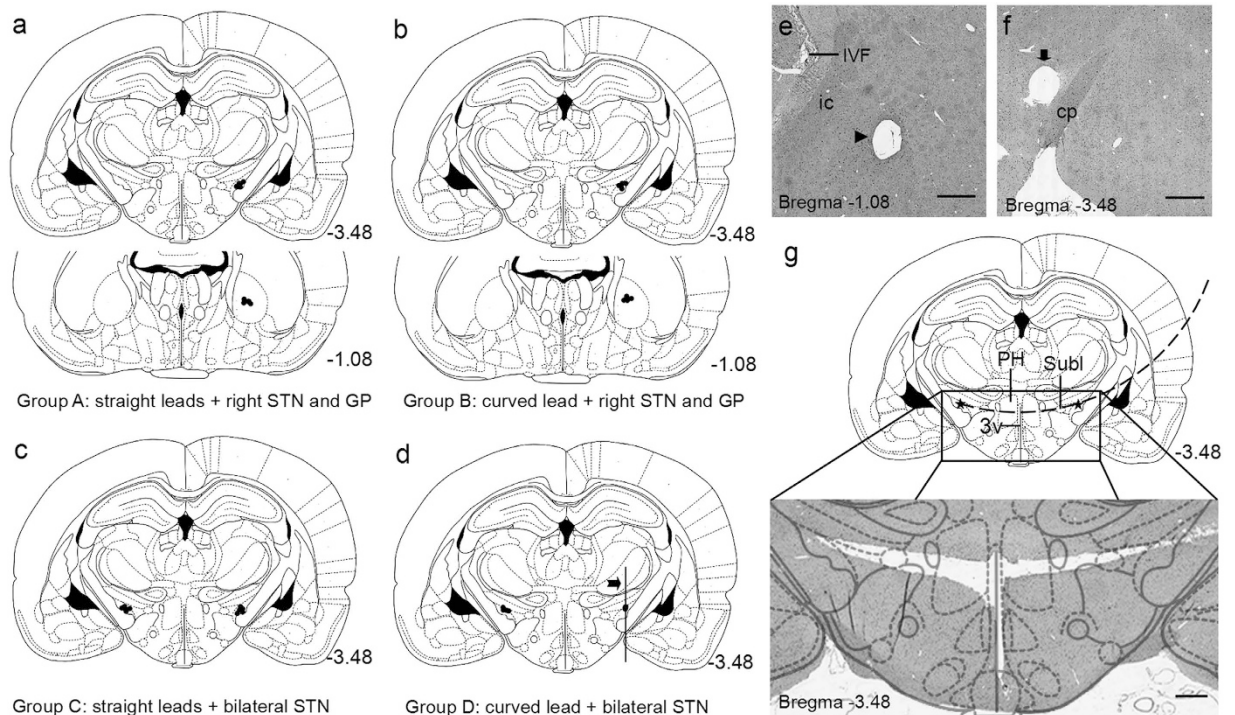 a
-3.48
-1.08
Group A: straight leads + right STN and GP
b
-3.48
-1.08
Group B: curved lead + right STN and GP
c
-3.48
Group C: straight leads + bilateral STN
d
-3.48
Group D: curved lead + bilateral STN
e
IVF
ic
Bregma -1.08
f
cp
Bregma -3.48
g
PH
SubI
3v
-3.48
Bregma -3.48